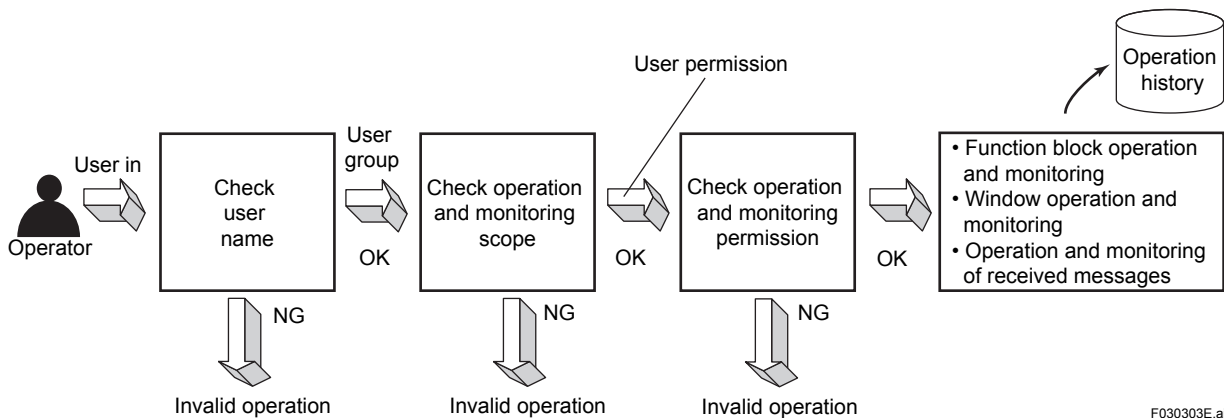 Operation
history
User permission
User in
User
group
Operator
Check
user
name
OK
Check operation
and monitoring
scope
OK
Check operation
and monitoring
permission
OK
• Function block operation
and monitoring
• Window operation and
monitoring
• Operation and monitoring
of received messages
NG
NG
NG
Invalid operation
Invalid operation
Invalid operation
F030303E.a